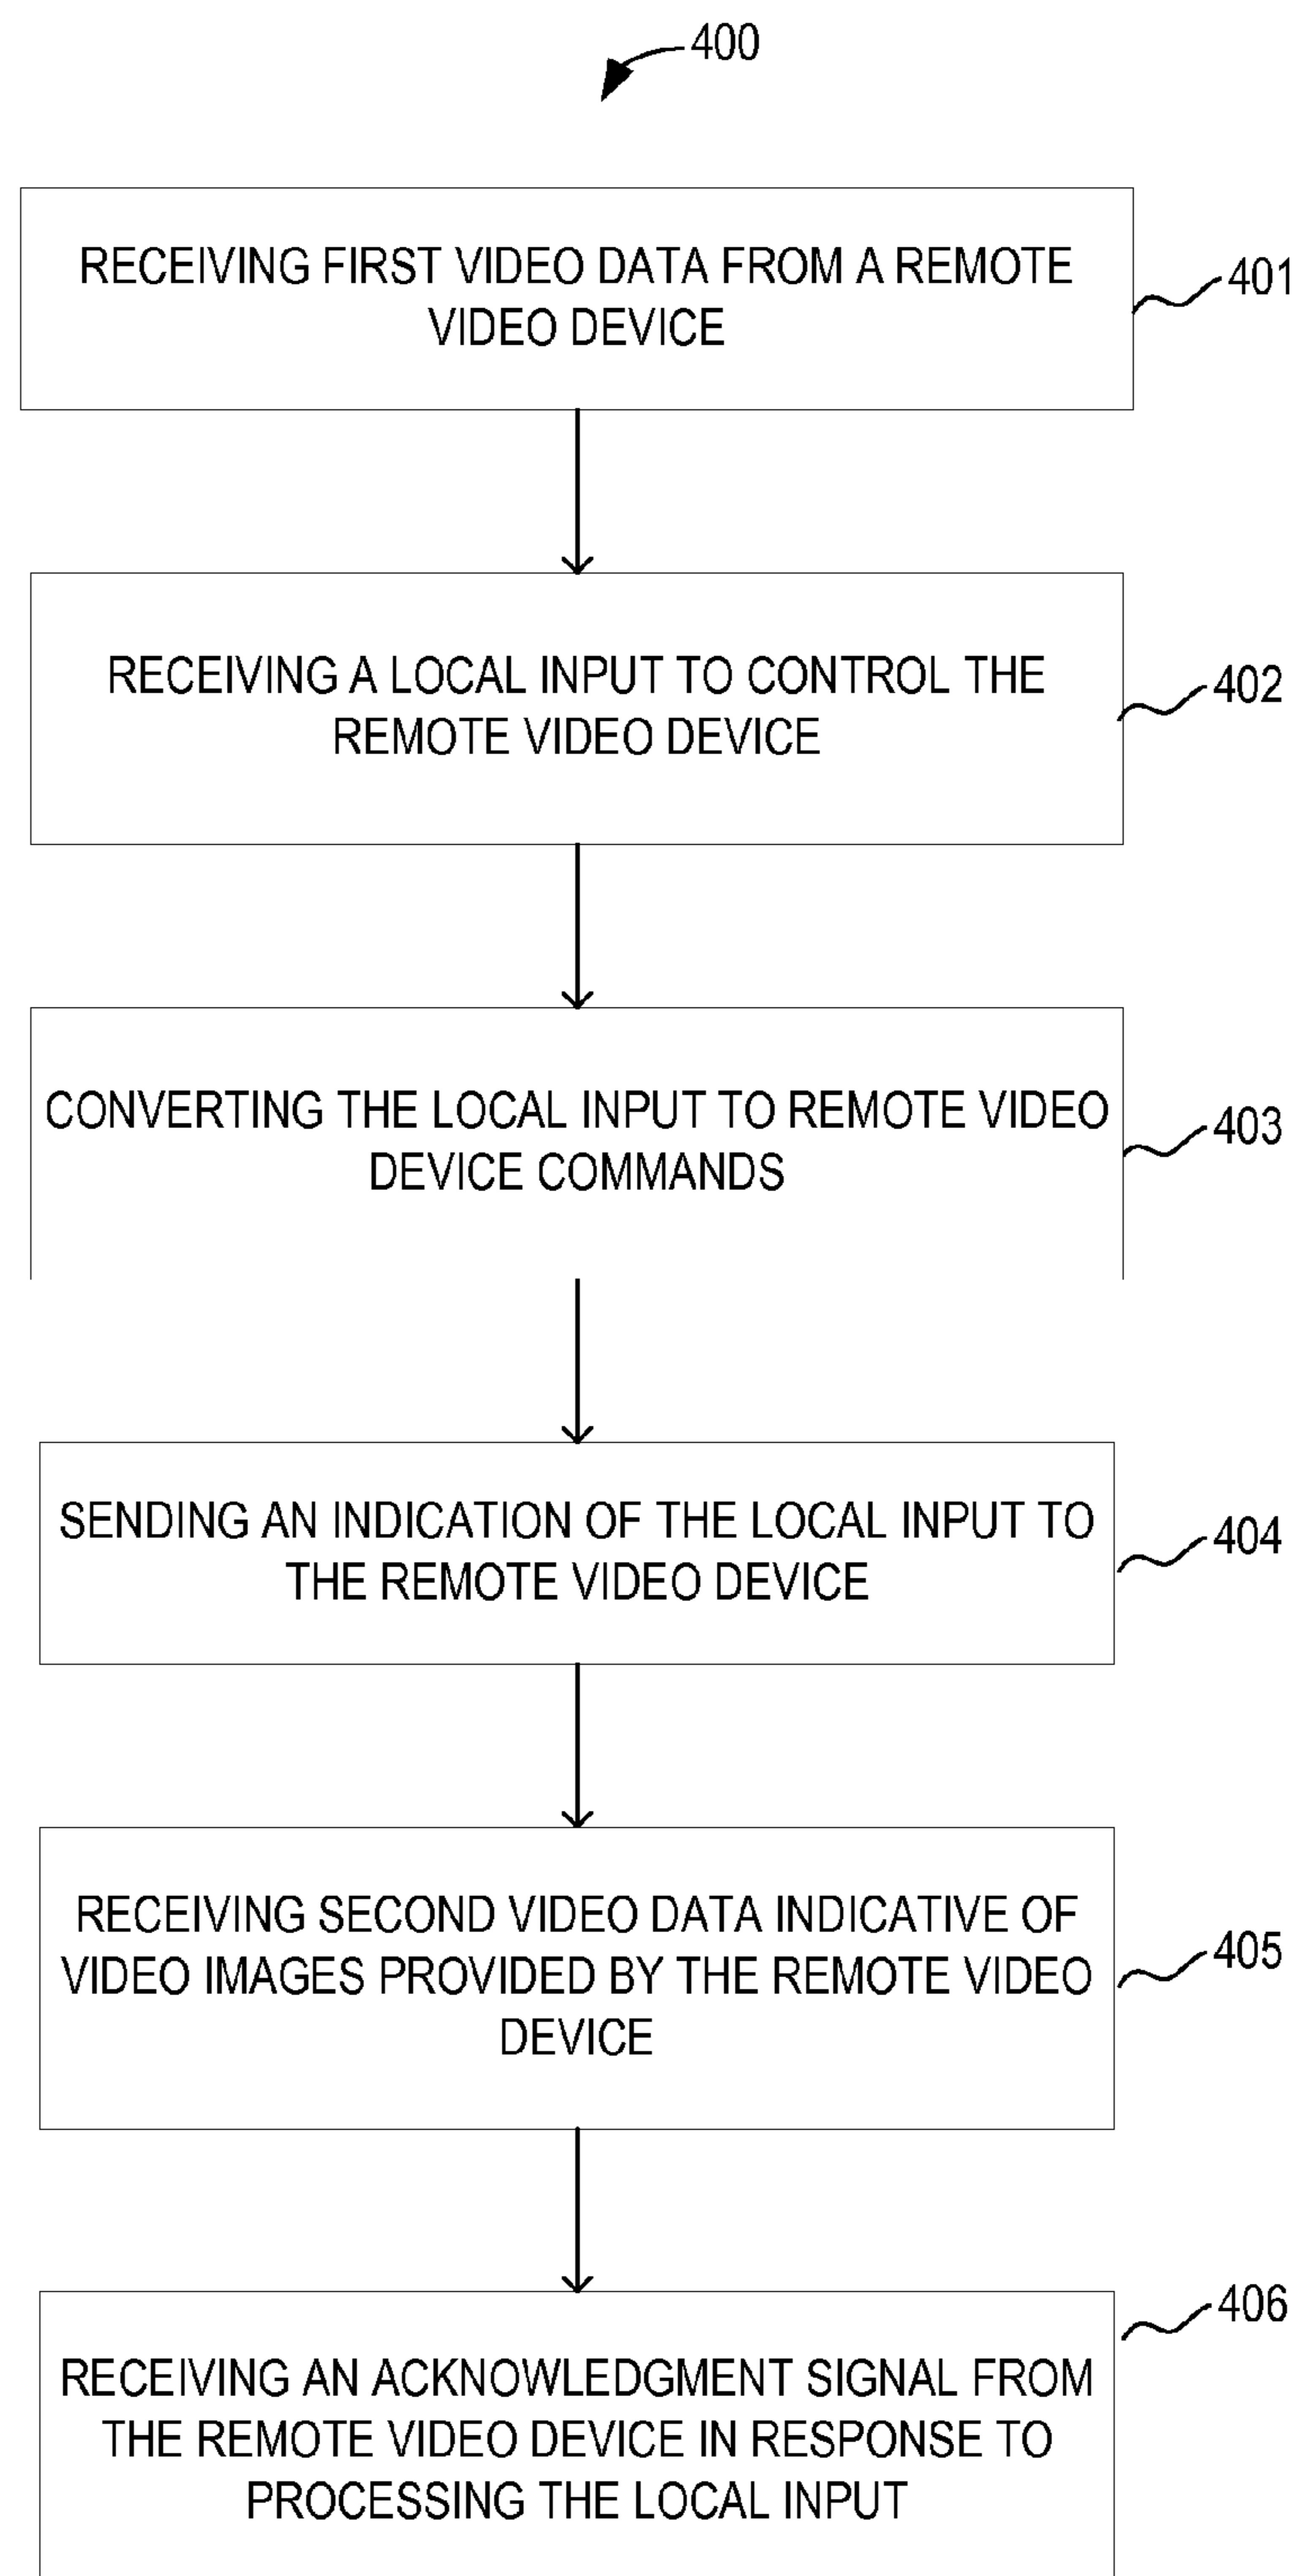 400
RECEIVING FIRST VIDEO DATA FROM A REMOTE
VIDEO DEVICE
401
RECEIVING A LOCAL INPUT TO CONTROL THE
REMOTE VIDEO DEVICE
402
CONVERTING THE LOCAL INPUT TO REMOTE VIDEO
DEVICE COMMANDS
403
SENDING AN INDICATION OF THE LOCAL INPUT TO
THE REMOTE VIDEO DEVICE
404
RECEIVING SECOND VIDEO DATA INDICATIVE OF
VIDEO IMAGES PROVIDED BY THE REMOTE VIDEO
DEVICE
405
RECEIVING AN ACKNOWLEDGMENT SIGNAL FROM
THE REMOTE VIDEO DEVICE IN RESPONSE TO
PROCESSING THE LOCAL INPUT
406